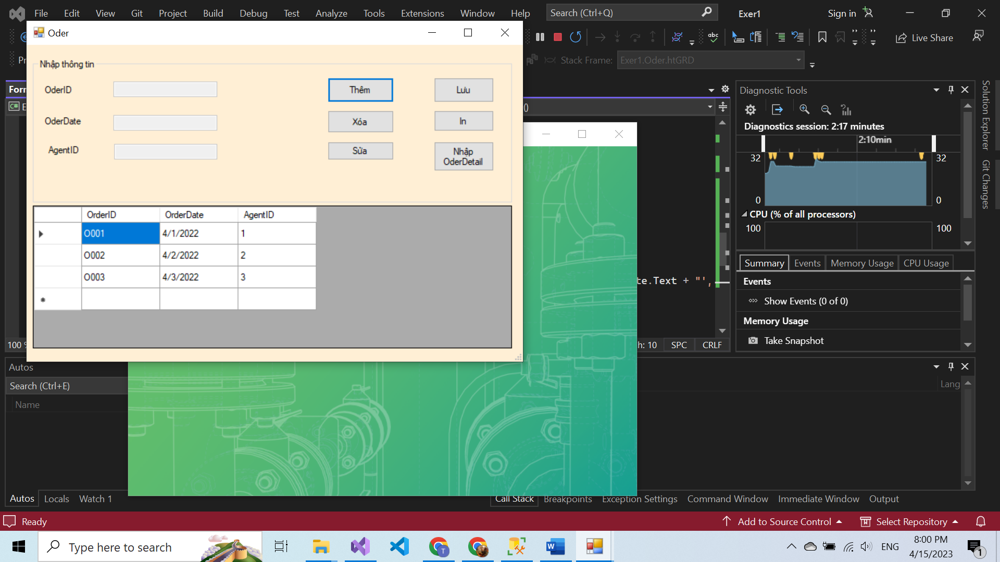 File Edit View Git Project Build Debug Test Analyze Tools Extensions Window Help Search (Ctrl+Q) Exer1 Sign in
Oder
abc
Live Share
Stack Frame: Exer1.Oder.htGRD
Nhập thông tin
OderID
Thêm
Lưu
OderDate
Xóa
In
AgentID
Sửa
Nhập
OderDetail
OrderID OrderDate AgentID
O001 4/1/2022 1
O002 4/2/2022 2
O003 4/3/2022 3
*
C#
()
te.Text + "',
100
h: 10 SPC CRLF
Diagnostic Tools
Diagnostics session: 2:17 minutes
2:10min
32 32
0 0
CPU (% of all processors)
100 100
Summary Events Memory Usage CPU Usage
Events
Show Events (0 of 0)
Memory Usage
Take Snapshot
Solution Explorer
Git Changes
Autos
Search (Ctrl+E)
Name
Lang
Autos Locals Watch 1
Call Stack Breakpoints Exception Settings Command Window Immediate Window Output
Ready
Add to Source Control
Select Repository
Type here to search
T
W
ENG
8:00 PM
4/15/2023
1